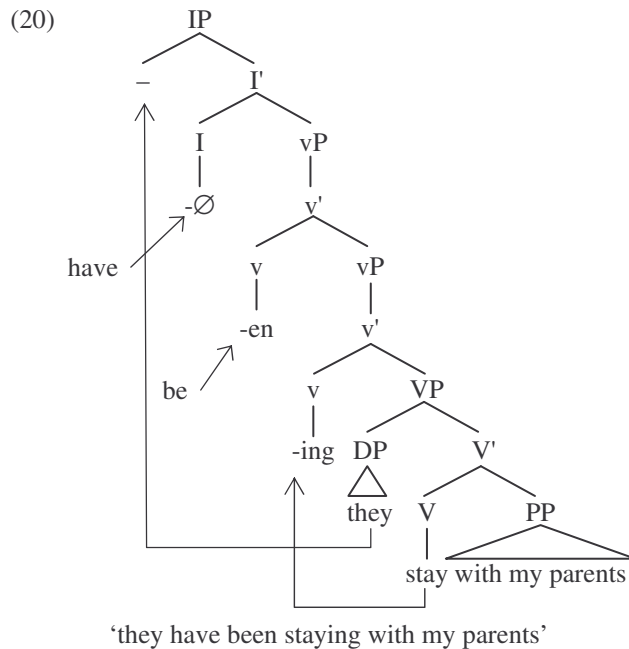 (20) IP
– I'
I vP
-∅ v'
have v vP
-en v'
be v VP
-ing DP V'
they V PP
stay with my parents
‘they have been staying with my parents’